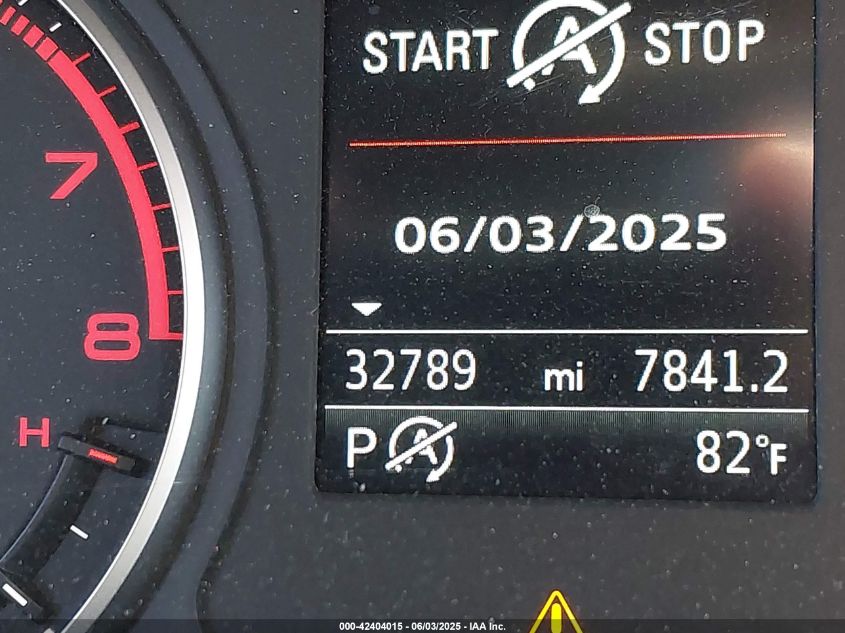 START A STOP
7
06/03/2025
8
32789 mi 7841.2
H
P A 82°F
000-42404015 - 06/03/2025 - IAA Inc.